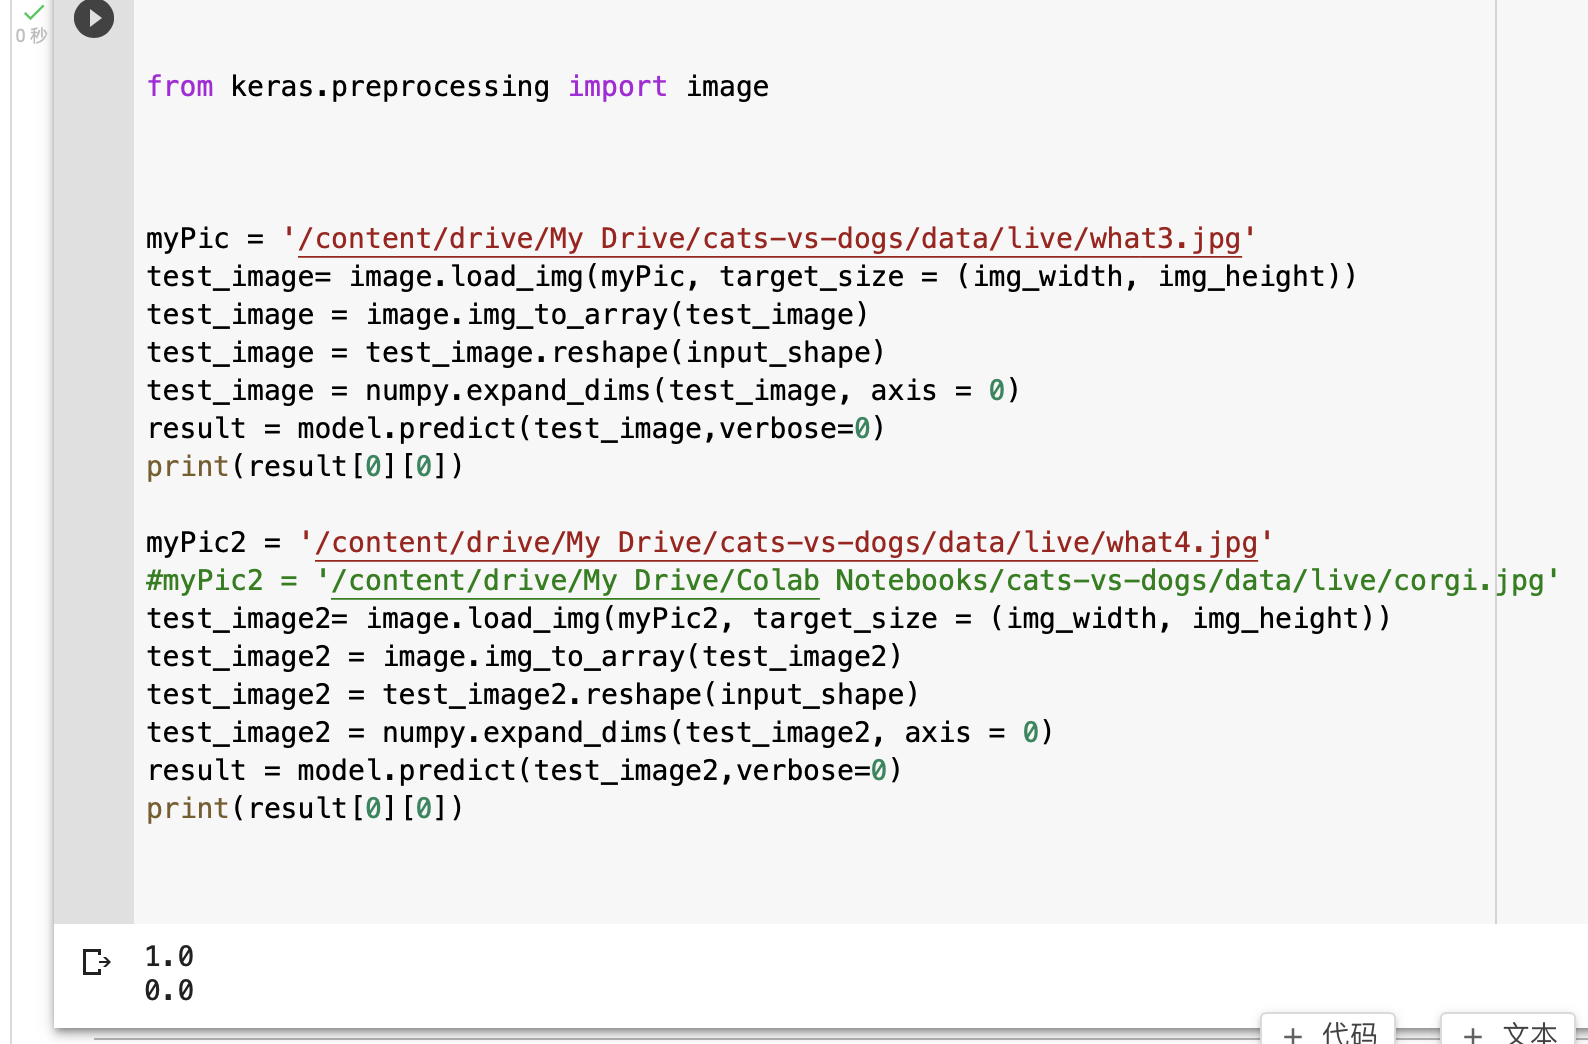 0 秒
from keras.preprocessing import image
myPic = '/content/drive/My Drive/cats-vs-dogs/data/live/what3.jpg'
test_image= image.load_img(myPic, target_size = (img_width, img_height))
test_image = image.img_to_array(test_image)
test_image = test_image.reshape(input_shape)
test_image = numpy.expand_dims(test_image, axis = 0)
result = model.predict(test_image,verbose=0)
print(result[0][0])
myPic2 = '/content/drive/My Drive/cats-vs-dogs/data/live/what4.jpg'
#myPic2 = '/content/drive/My Drive/Colab Notebooks/cats-vs-dogs/data/live/corgi.jpg'
test_image2= image.load_img(myPic2, target_size = (img_width, img_height))
test_image2 = image.img_to_array(test_image2)
test_image2 = test_image2.reshape(input_shape)
test_image2 = numpy.expand_dims(test_image2, axis = 0)
result = model.predict(test_image2,verbose=0)
print(result[0][0])
1.0
0.0
+ 代码 + 文本